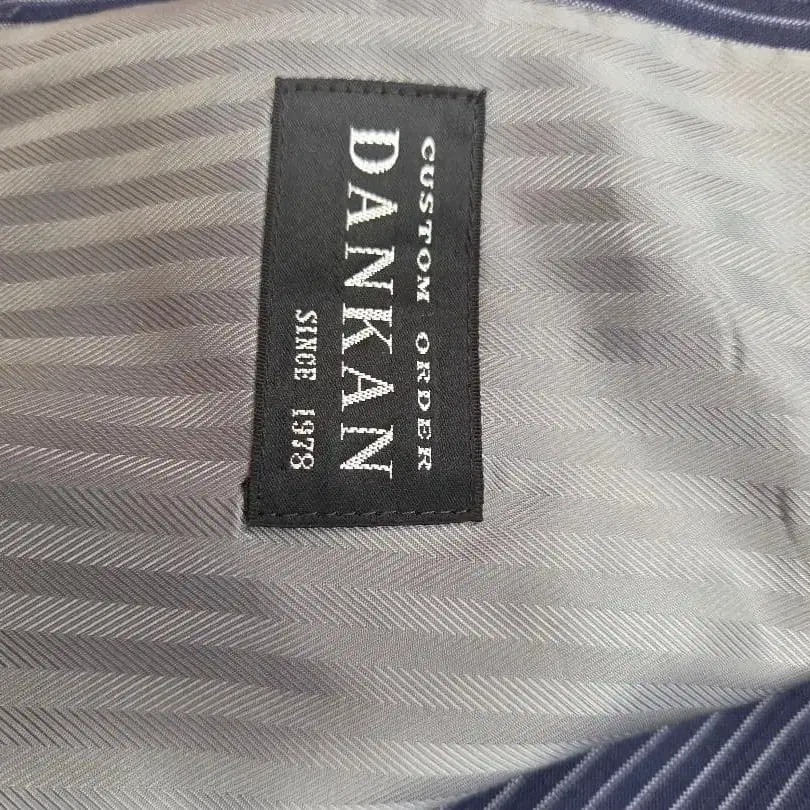 CUSTOM ORDER
DANKAN
SINCE 1978